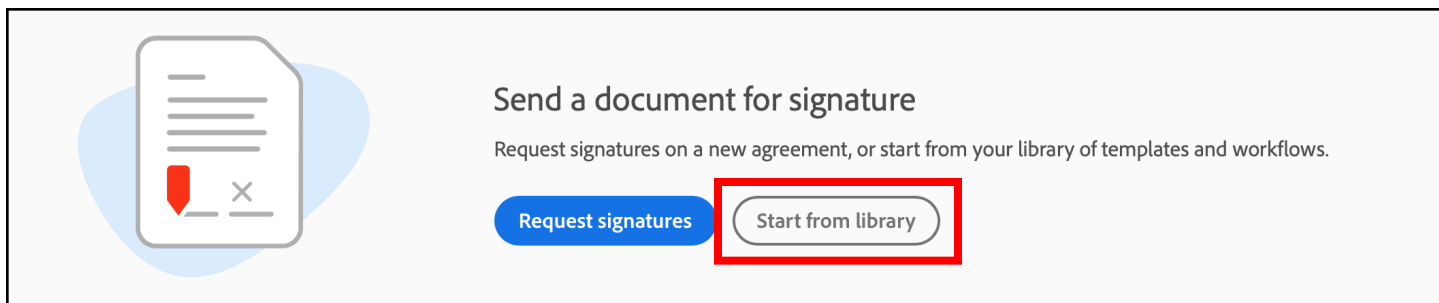 Send a document for signature
Request signatures on a new agreement, or start from your library of templates and workflows.
Request signatures
Start from library